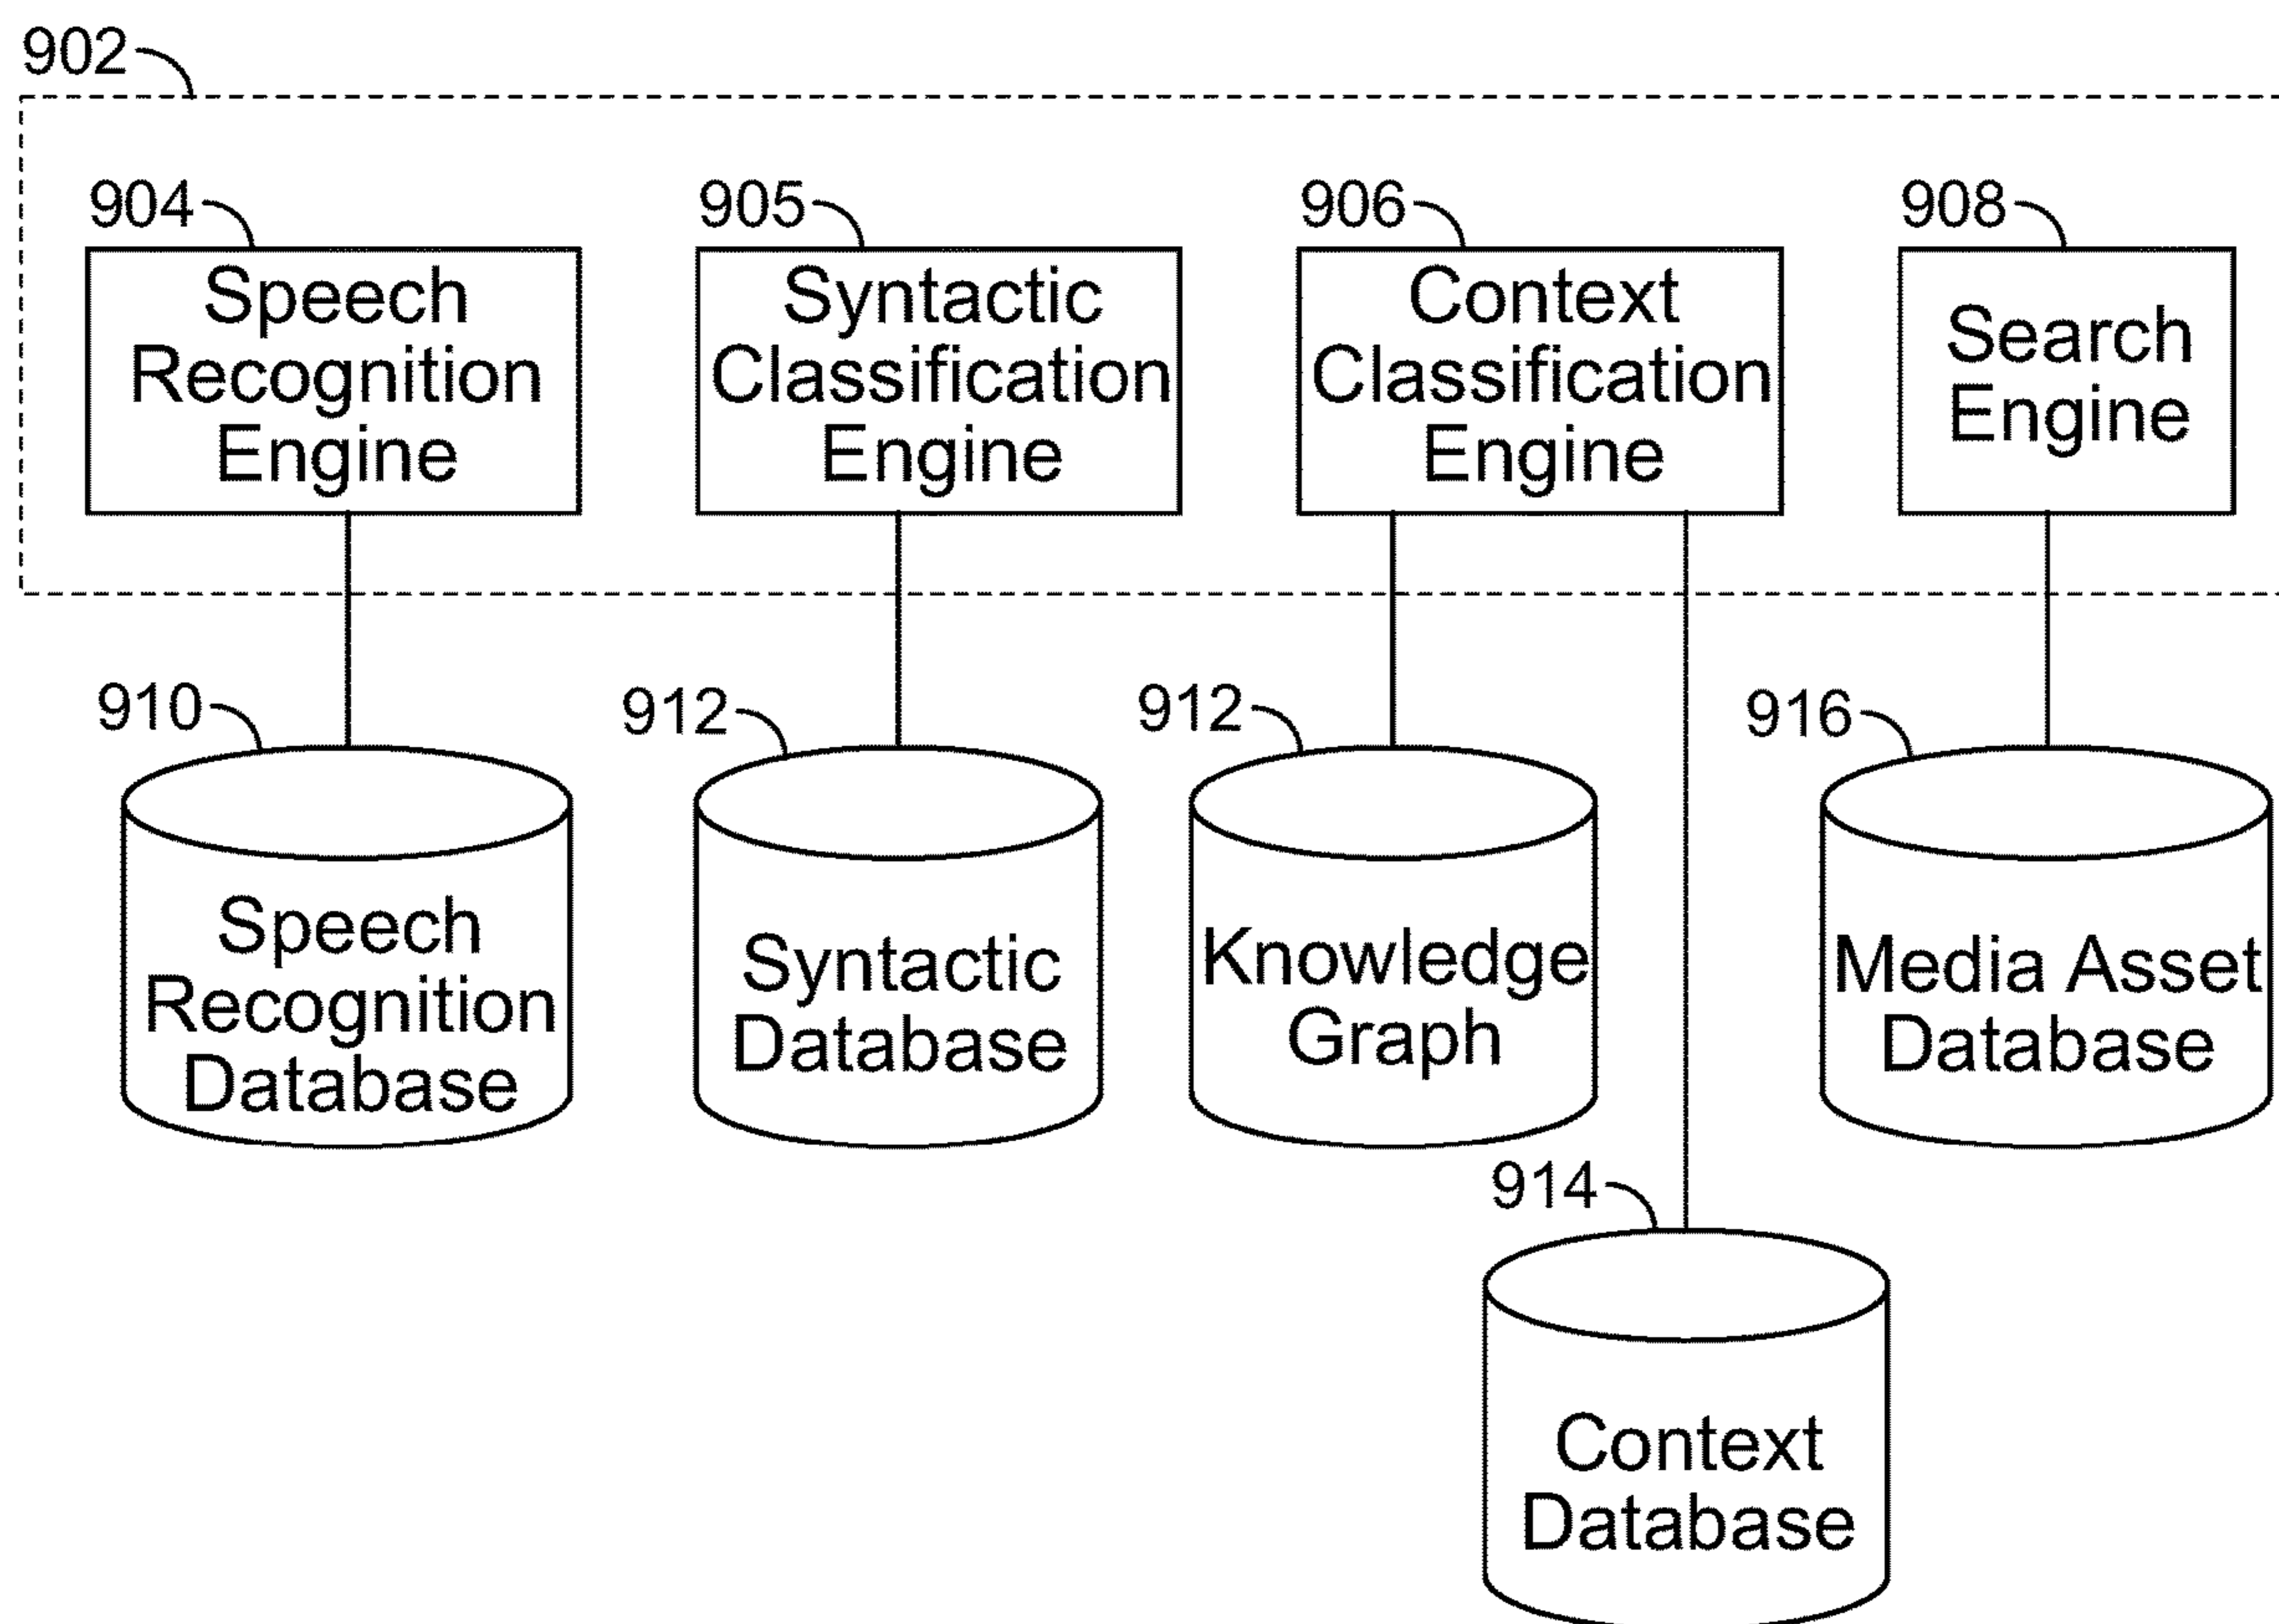 902
904
905
906
908
Speech
Recognition
Engine
Syntactic
Classification
Engine
Context
Classification
Engine
Search
Engine
910
912
912
916
Speech
Recognition
Database
Syntactic
Database
Knowledge
Graph
Media Asset
Database
914
Context
Database